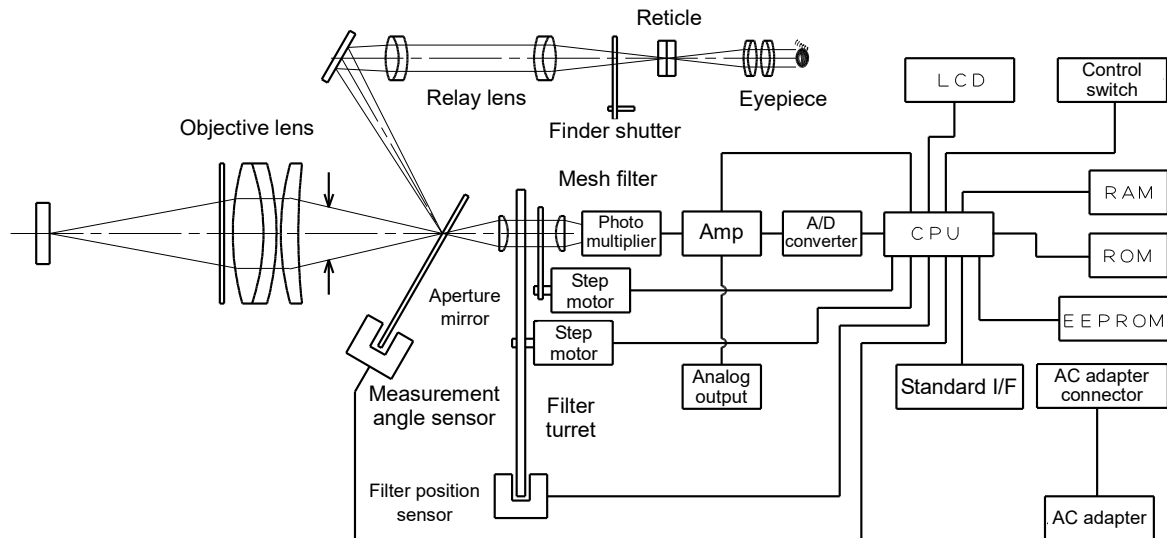 Reticle
Relay lens
Eyepiece
Finder shutter
LCD
Control
switch
Objective lens
Mesh filter
RAM
Photo
multiplier
Amp
A/D
converter
CPU
ROM
Step
motor
Aperture
mirror
EEPROM
Step
motor
Measurement
angle sensor
Analog
output
Standard I/F
AC adapter
connector
Filter
turret
Filter position
sensor
AC adapter